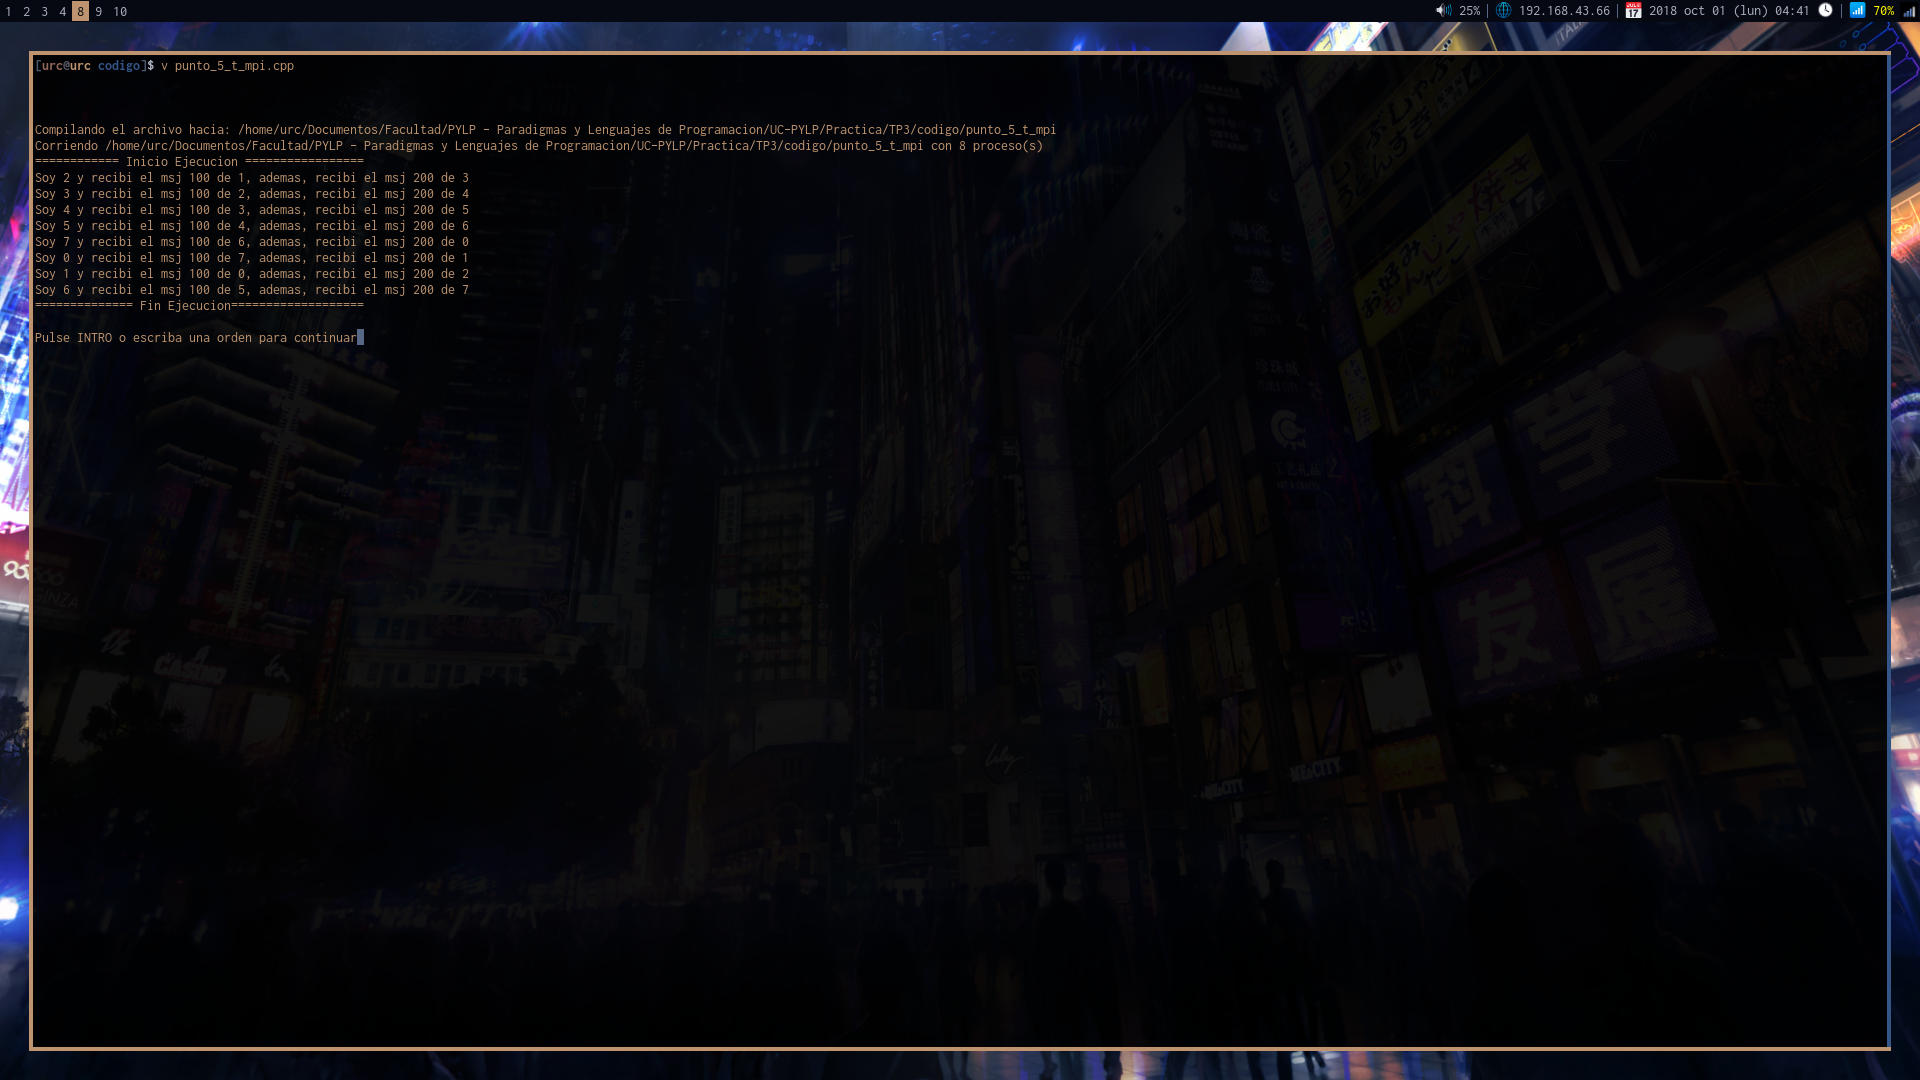 1 2 3 4 8 9 10
25% | 192.168.43.66 | 2018 oct 01 (lun) 04:41 | 70%
[urc@urc codigo]$ v punto_5_t_mpi.cpp
Compilando el archivo hacia: /home/urc/Documentos/Facultad/PYLP - Paradigmas y Lenguajes de Programacion/UC-PYLP/Practica/TP3/codigo/punto_5_t_mpi
Corriendo /home/urc/Documentos/Facultad/PYLP - Paradigmas y Lenguajes de Programacion/UC-PYLP/Practica/TP3/codigo/punto_5_t_mpi con 8 proceso(s)
============ Inicio Ejecucion =================
Soy 2 y recibi el msj 100 de 1, ademas, recibi el msj 200 de 3
Soy 3 y recibi el msj 100 de 2, ademas, recibi el msj 200 de 4
Soy 4 y recibi el msj 100 de 3, ademas, recibi el msj 200 de 5
Soy 5 y recibi el msj 100 de 4, ademas, recibi el msj 200 de 6
Soy 7 y recibi el msj 100 de 6, ademas, recibi el msj 200 de 0
Soy 0 y recibi el msj 100 de 7, ademas, recibi el msj 200 de 1
Soy 1 y recibi el msj 100 de 0, ademas, recibi el msj 200 de 2
Soy 6 y recibi el msj 100 de 5, ademas, recibi el msj 200 de 7
============== Fin Ejecucion===================
Pulse INTRO o escriba una orden para continuar
科学
发展
ME&CITY
ME&CITY
Lily